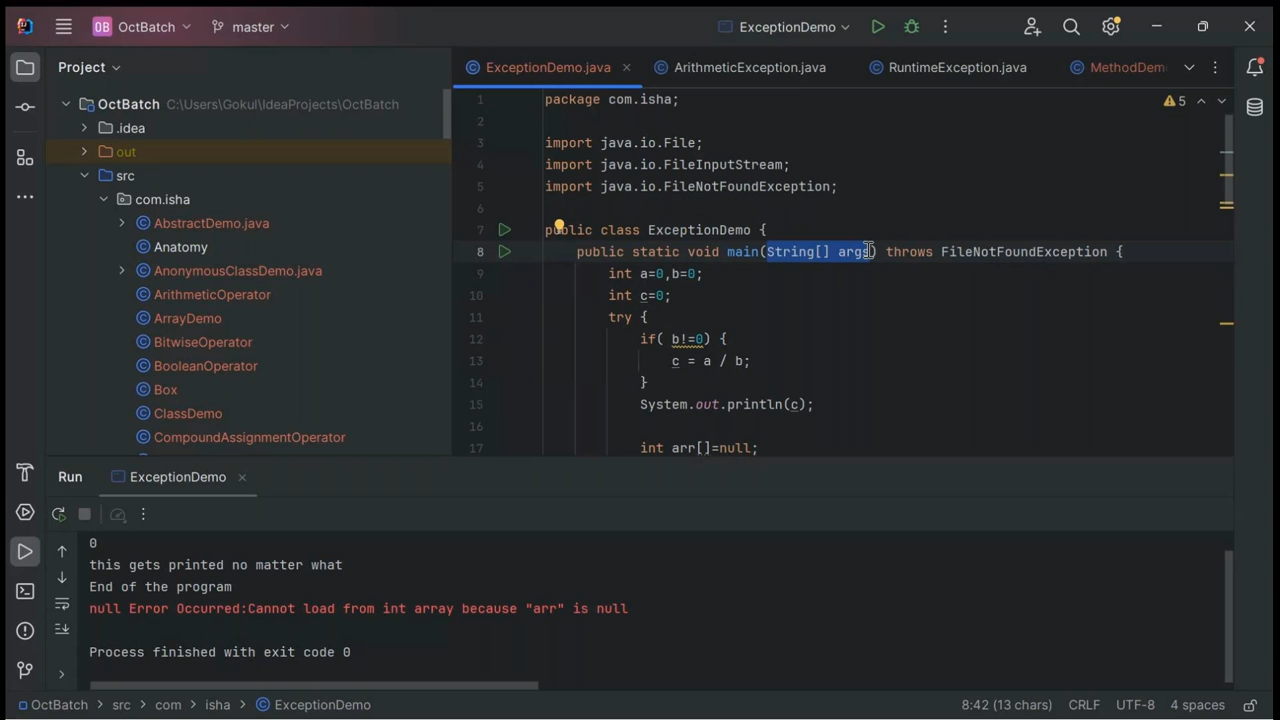 OB OctBatch master ExceptionDemo
Project
ExceptionDemo.java ArithmeticException.java RuntimeException.java MethodDem
OctBatch C:\Users\Gokul\IdeaProjects\OctBatch
.idea
out
src
com.isha
AbstractDemo.java
Anatomy
AnonymousClassDemo.java
ArithmeticOperator
ArrayDemo
BitwiseOperator
BooleanOperator
Box
ClassDemo
CompoundAssignmentOperator
5
1 package com.isha;
2
3 import java.io.File;
4 import java.io.FileInputStream;
5 import java.io.FileNotFoundException;
6
7 public class ExceptionDemo {
8 public static void main(String[] args) throws FileNotFoundException {
9 int a=0,b=0;
10 int c=0;
11 try {
12 if( b!=0) {
13 c = a / b;
14 }
15 System.out.println(c);
16
17 int arr[]=null;
Run ExceptionDemo
0
this gets printed no matter what
End of the program
null Error Occurred:Cannot load from int array because "arr" is null
Process finished with exit code 0
OctBatch > src > com > isha > ExceptionDemo 8:42 (13 chars) CRLF UTF-8 4 spaces